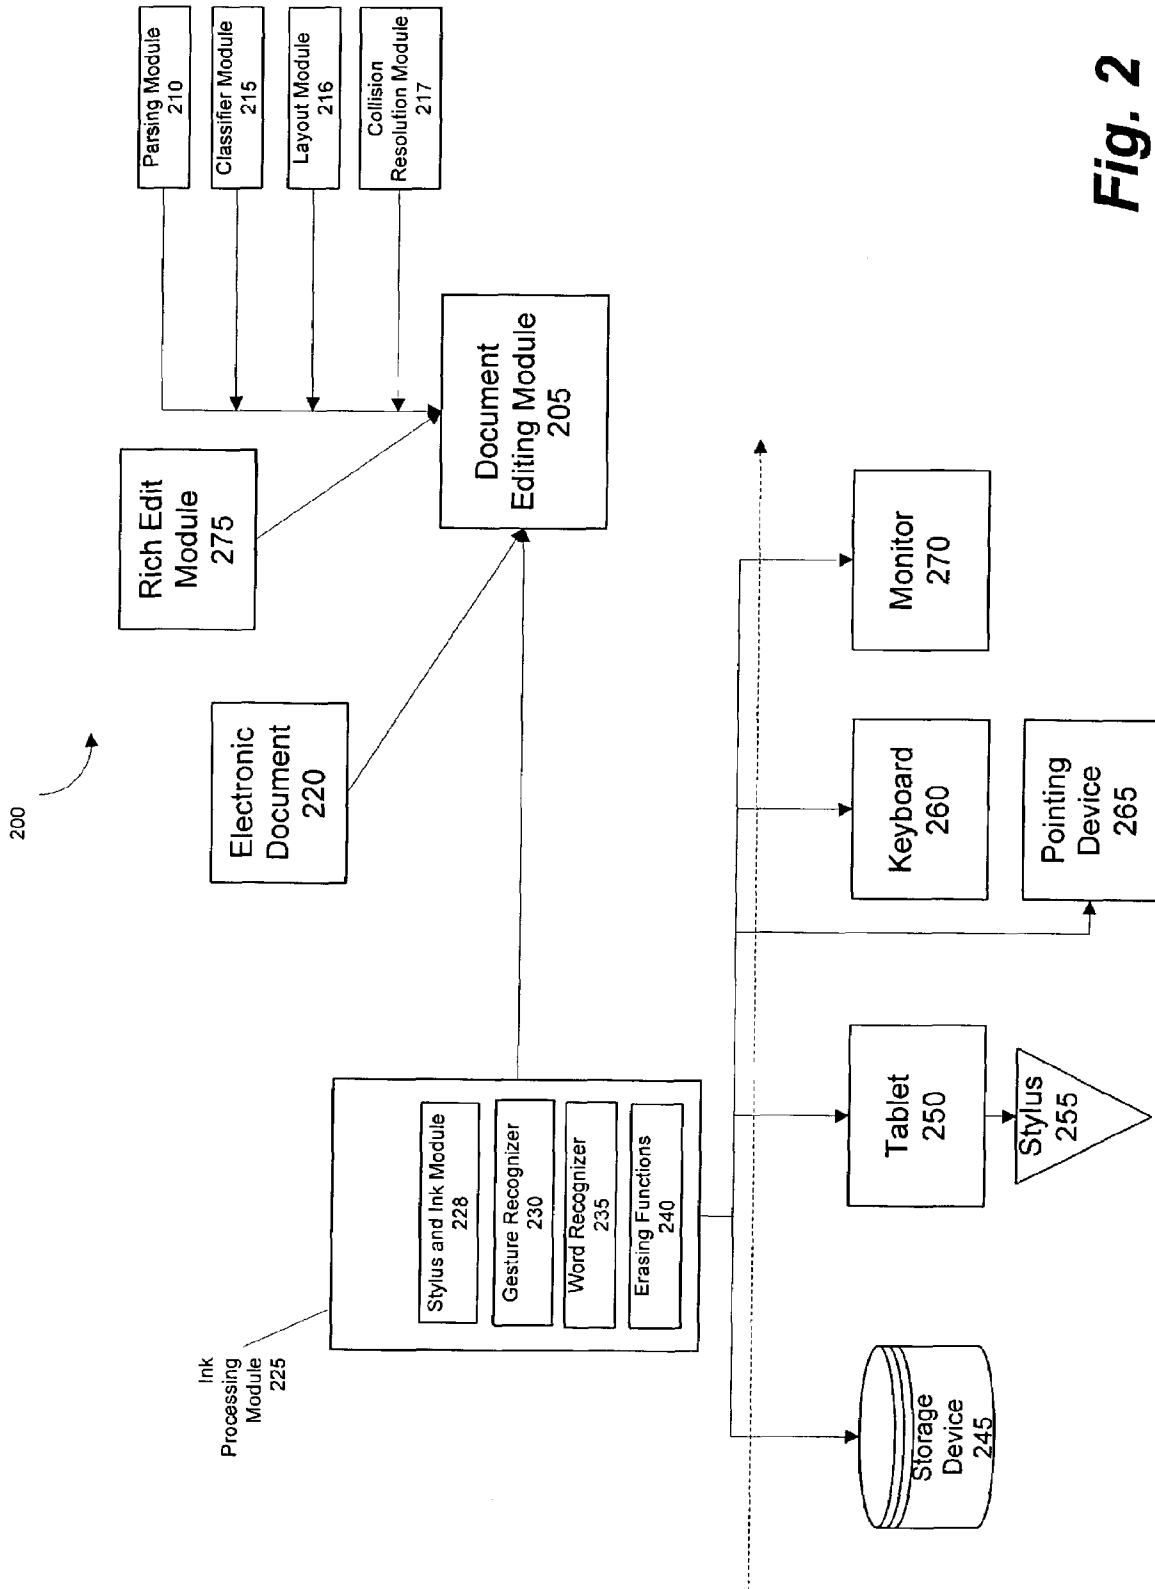 200
Parsing Module
210
Classifier Module
215
Layout Module
216
Collision
Resolution Module
217
Rich Edit
Module
275
Electronic
Document
220
Document
Editing Module
205
Ink
Processing
Module
225
Stylus and Ink Module
228
Gesture Recognizer
230
Word Recognizer
235
Erasing Functions
240
Storage
Device
245
Tablet
250
Stylus
255
Keyboard
260
Pointing
Device
265
Monitor
270
Fig. 2